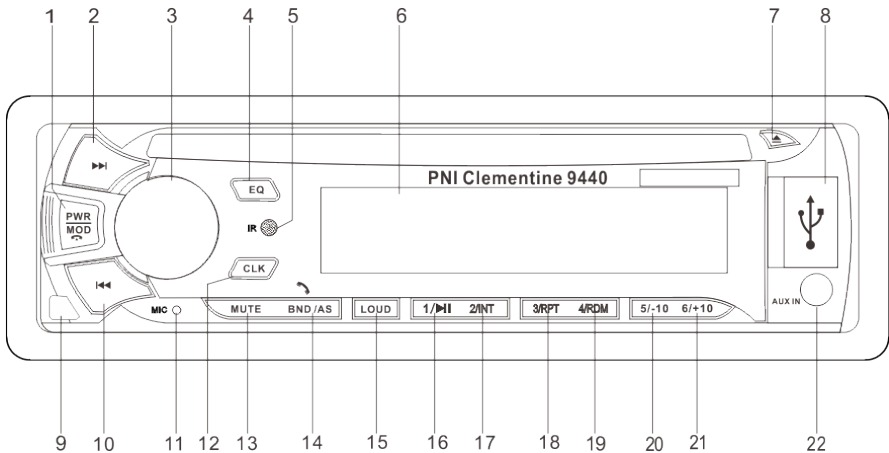 1 2 3 4 5 6 7 8
PNI Clementine 9440
EQ
PWR
MOD
IR
CLK
AUX IN
MIC
MUTE BND/AS LOUD 1/▶II 2/INT 3/RPT 4/RDM 5/-10 6/+10
9 10 11 12 13 14 15 16 17 18 19 20 21 22